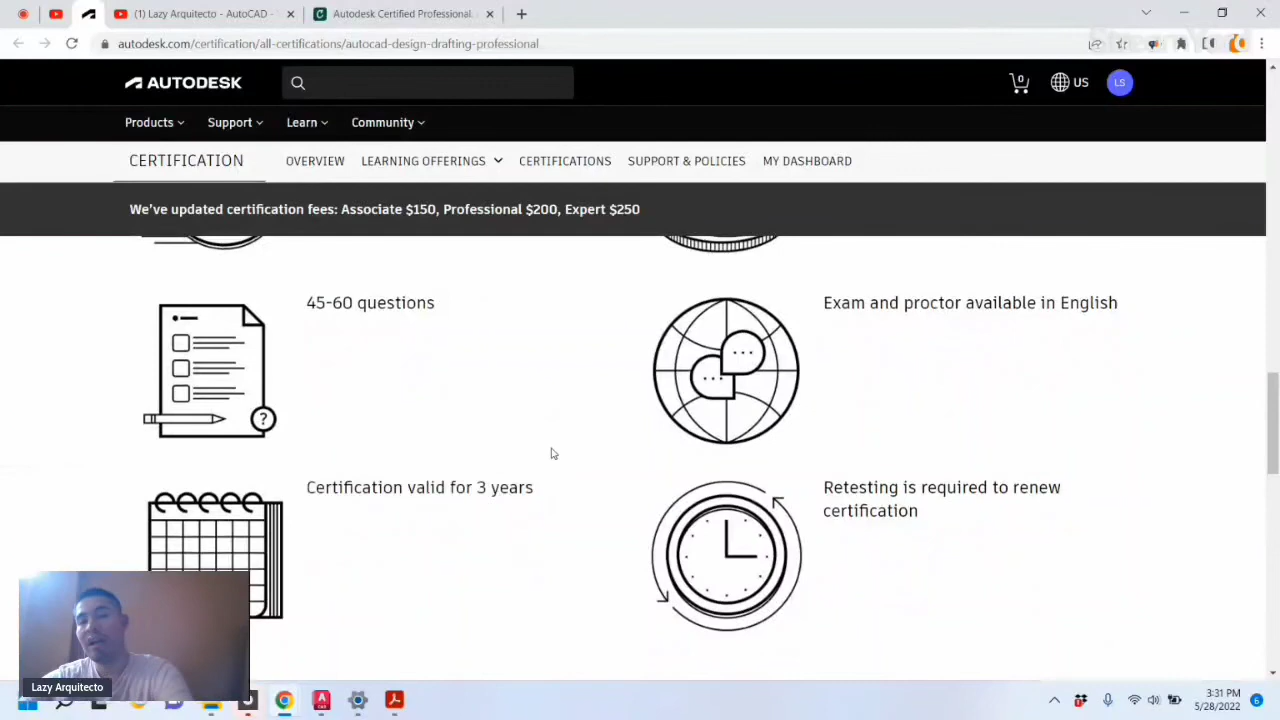 (1) Lazy Arquitecto - AutoCAD -
Autodesk Certified Professional:
autodesk.com/certification/all-certifications/autocad-design-drafting-professional
AUTODESK
0
US
LS
Products
Support
Learn
Community
CERTIFICATION
OVERVIEW
LEARNING OFFERINGS
CERTIFICATIONS
SUPPORT & POLICIES
MY DASHBOARD
We've updated certification fees: Associate $150, Professional $200, Expert $250
45-60 questions
Exam and proctor available in English
?
Certification valid for 3 years
Retesting is required to renew
certification
Lazy Arquitecto
3:31 PM
5/28/2022
6